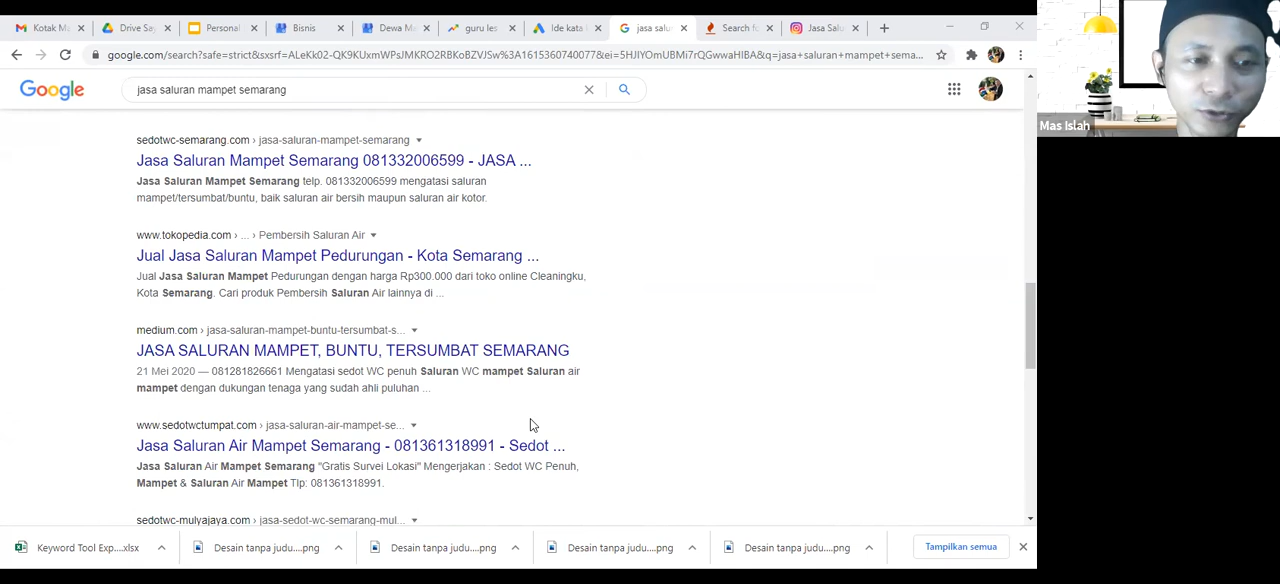 Kotak M
Drive Say
Personal
Bisnis
Dewa M
guru les
Ide kata
jasa salu
Search fo
Jasa Salu
google.com/search?safe=strict&sxsrf=ALeKk02-QK9FtJxmWPsJMKRO2RBKoBZVJSw%3A1615360740077&ei=5HJIYOmUBMi7rQGwwaHIBA&q=jasa+saluran+mampet+sema...
Google
jasa saluran mampet semarang
Mas Islah
sedotwc-semarang.com › jasa-saluran-mampet-semarang
Jasa Saluran Mampet Semarang 081332006599 - JASA ...
Jasa Saluran Mampet Semarang telp. 081332006599 mengatasi saluran
mampet/tersumbat/buntu, baik saluran air bersih maupun saluran air kotor.
www.tokopedia.com › ... › Pembersih Saluran Air
Jual Jasa Saluran Mampet Pedurungan - Kota Semarang ...
Jual Jasa Saluran Mampet Pedurungan dengan harga Rp300.000 dari toko online Cleaningku,
Kota Semarang. Cari produk Pembersih Saluran Air lainnya di ...
medium.com › jasa-saluran-mampet-buntu-tersumbat-s...
JASA SALURAN MAMPET, BUNTU, TERSUMBAT SEMARANG
21 Mei 2020 — 081281826661 Mengatasi sedot WC penuh Saluran WC mampet Saluran air
mampet dengan dukungan tenaga yang sudah ahli puluhan ...
www.sedotwctumpat.com › jasa-saluran-air-mampet-se...
Jasa Saluran Air Mampet Semarang - 081361318991 - Sedot ...
Jasa Saluran Air Mampet Semarang "Gratis Survei Lokasi" Mengerjakan : Sedot WC Penuh,
Mampet & Saluran Air Mampet Tlp: 081361318991.
sedotwc-mulyajaya.com › jasa-sedot-wc-semarang-mul...
Keyword Tool Exp....xlsx
Desain tanpa judu....png
Desain tanpa judu....png
Desain tanpa judu....png
Desain tanpa judu....png
Tampilkan semua